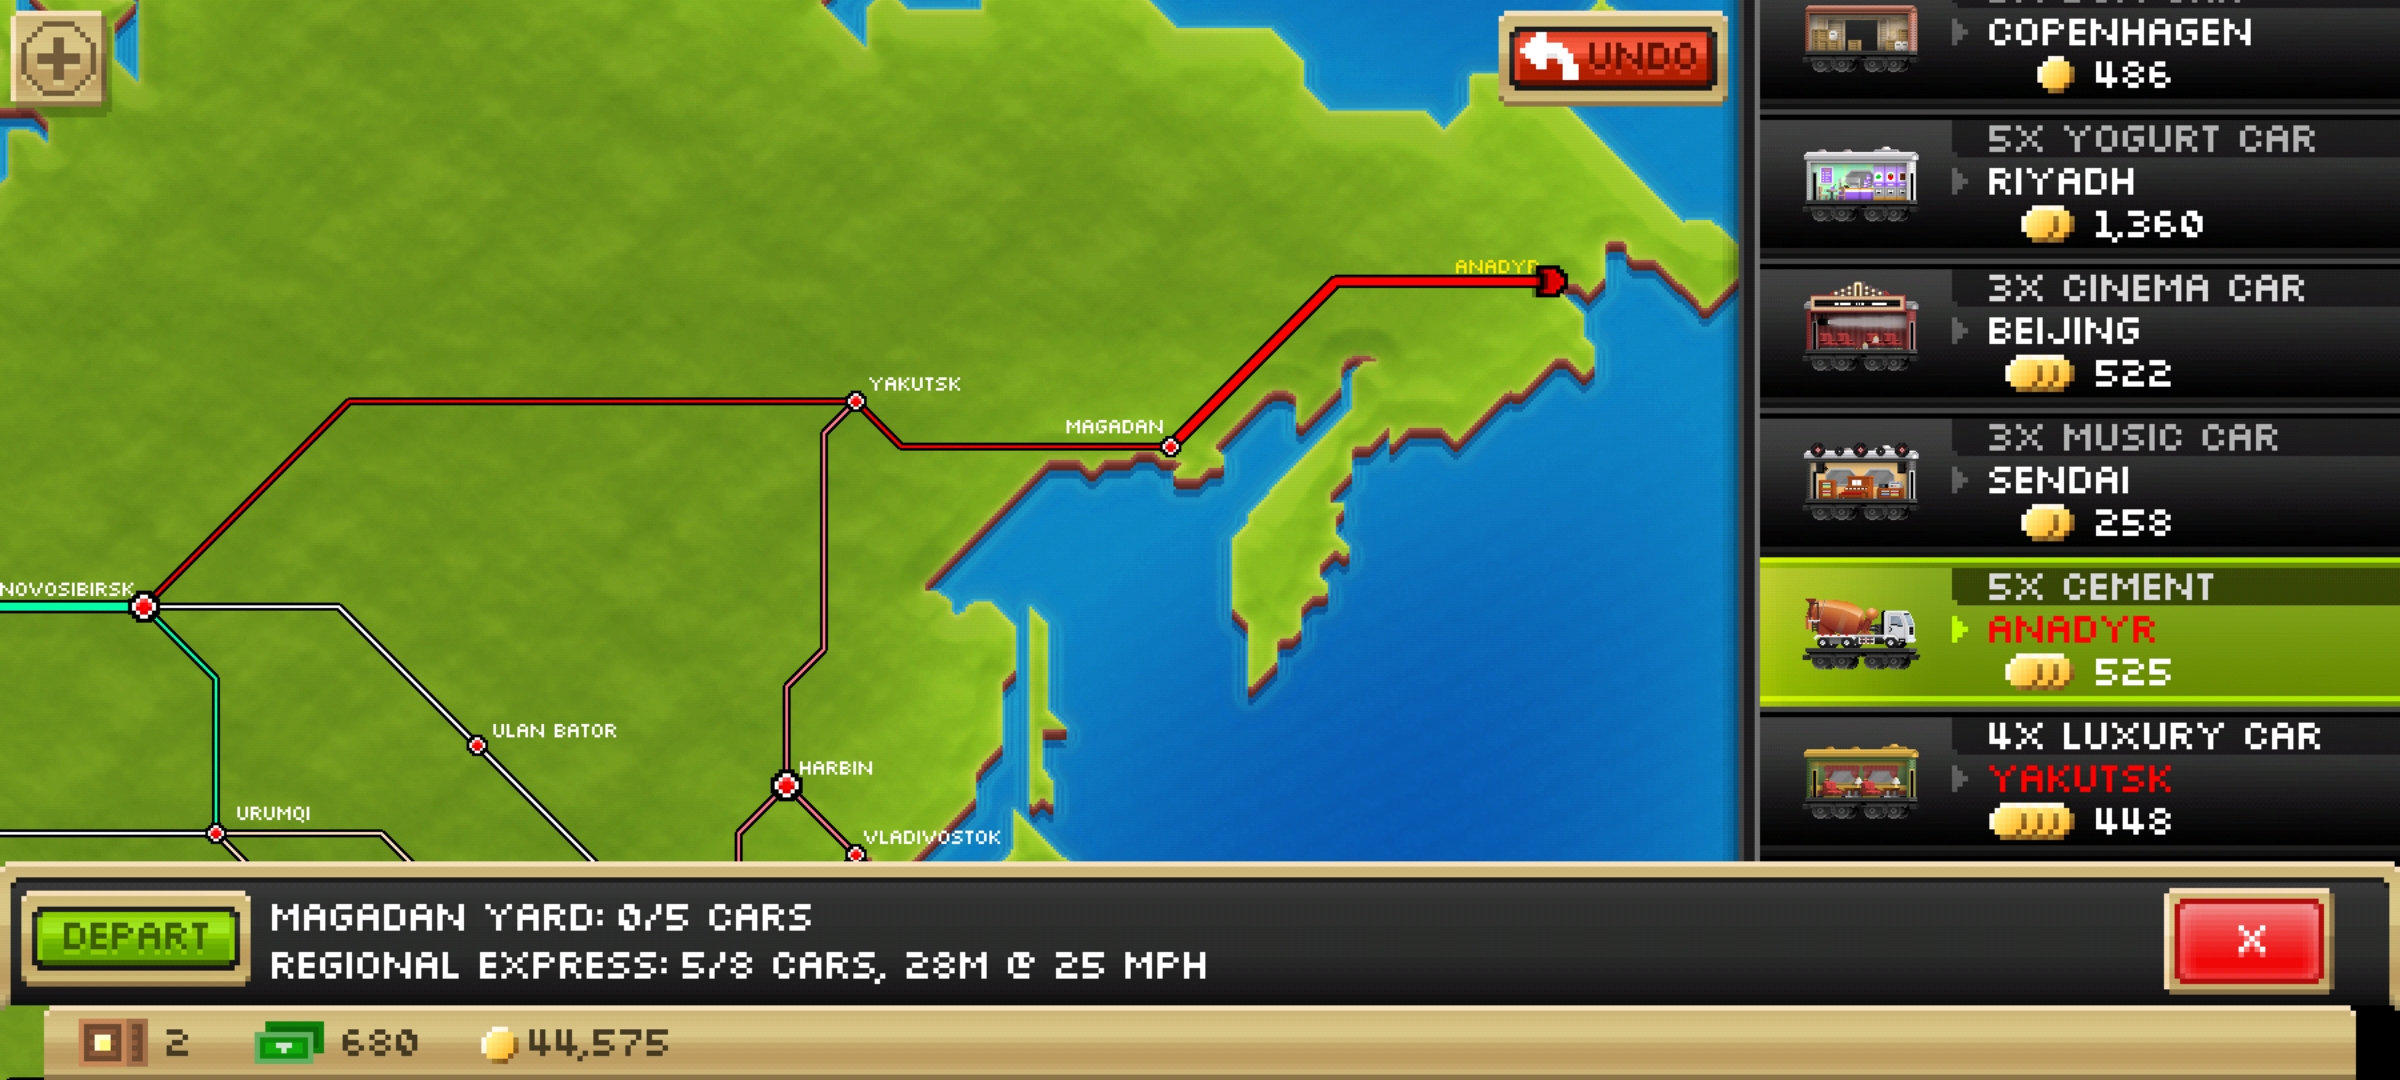 UNDO
COPENHAGEN
486
5X YOGURT CAR
RIYADH
1,360
3X CINEMA CAR
BEIJING
522
3X MUSIC CAR
SENDAI
258
5X CEMENT
ANADYR
525
4X LUXURY CAR
YAKUTSK
448
ANADYR
YAKUTSK
MAGADAN
NOVOSIBIRSK
ULAN BATOR
HARBIN
URUMQI
VLADIVOSTOK
DEPART
MAGADAN YARD: 0/5 CARS
REGIONAL EXPRESS: 5/8 CARS, 28M @ 25 MPH
X
2
680
44,575